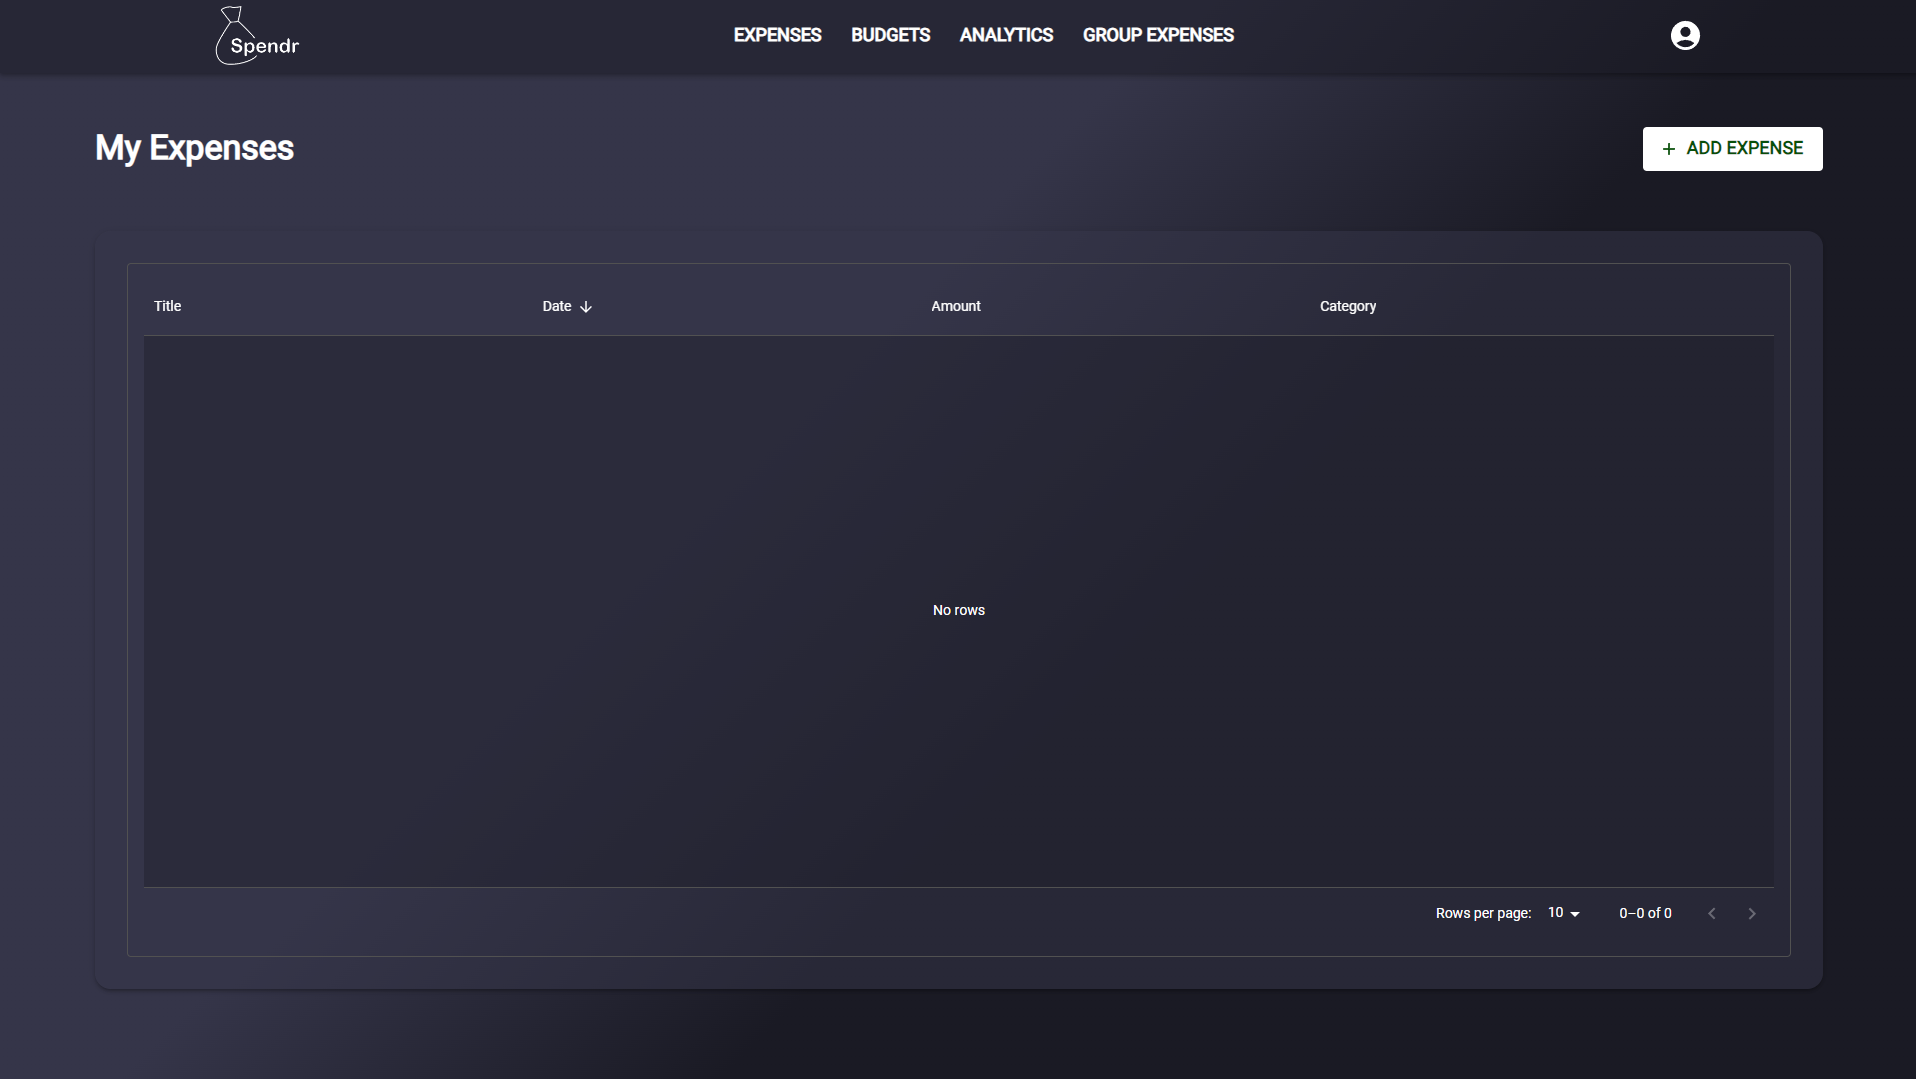 Spendr
EXPENSES BUDGETS ANALYTICS GROUP EXPENSES
My Expenses
+ ADD EXPENSE
Title Date Amount Category
No rows
Rows per page: 10 0–0 of 0